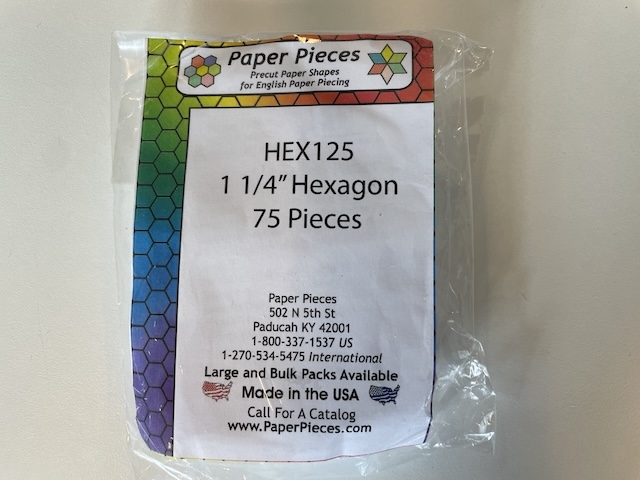 Paper Pieces
Precut Paper Shapes
for English Paper Piecing
HEX125
1 1/4” Hexagon
75 Pieces
Paper Pieces
502 N 5th St
Paducah KY 42001
1-800-337-1537 US
1-270-534-5475 International
Large and Bulk Packs Available
Made in the USA
Call For A Catalog
www.PaperPieces.com